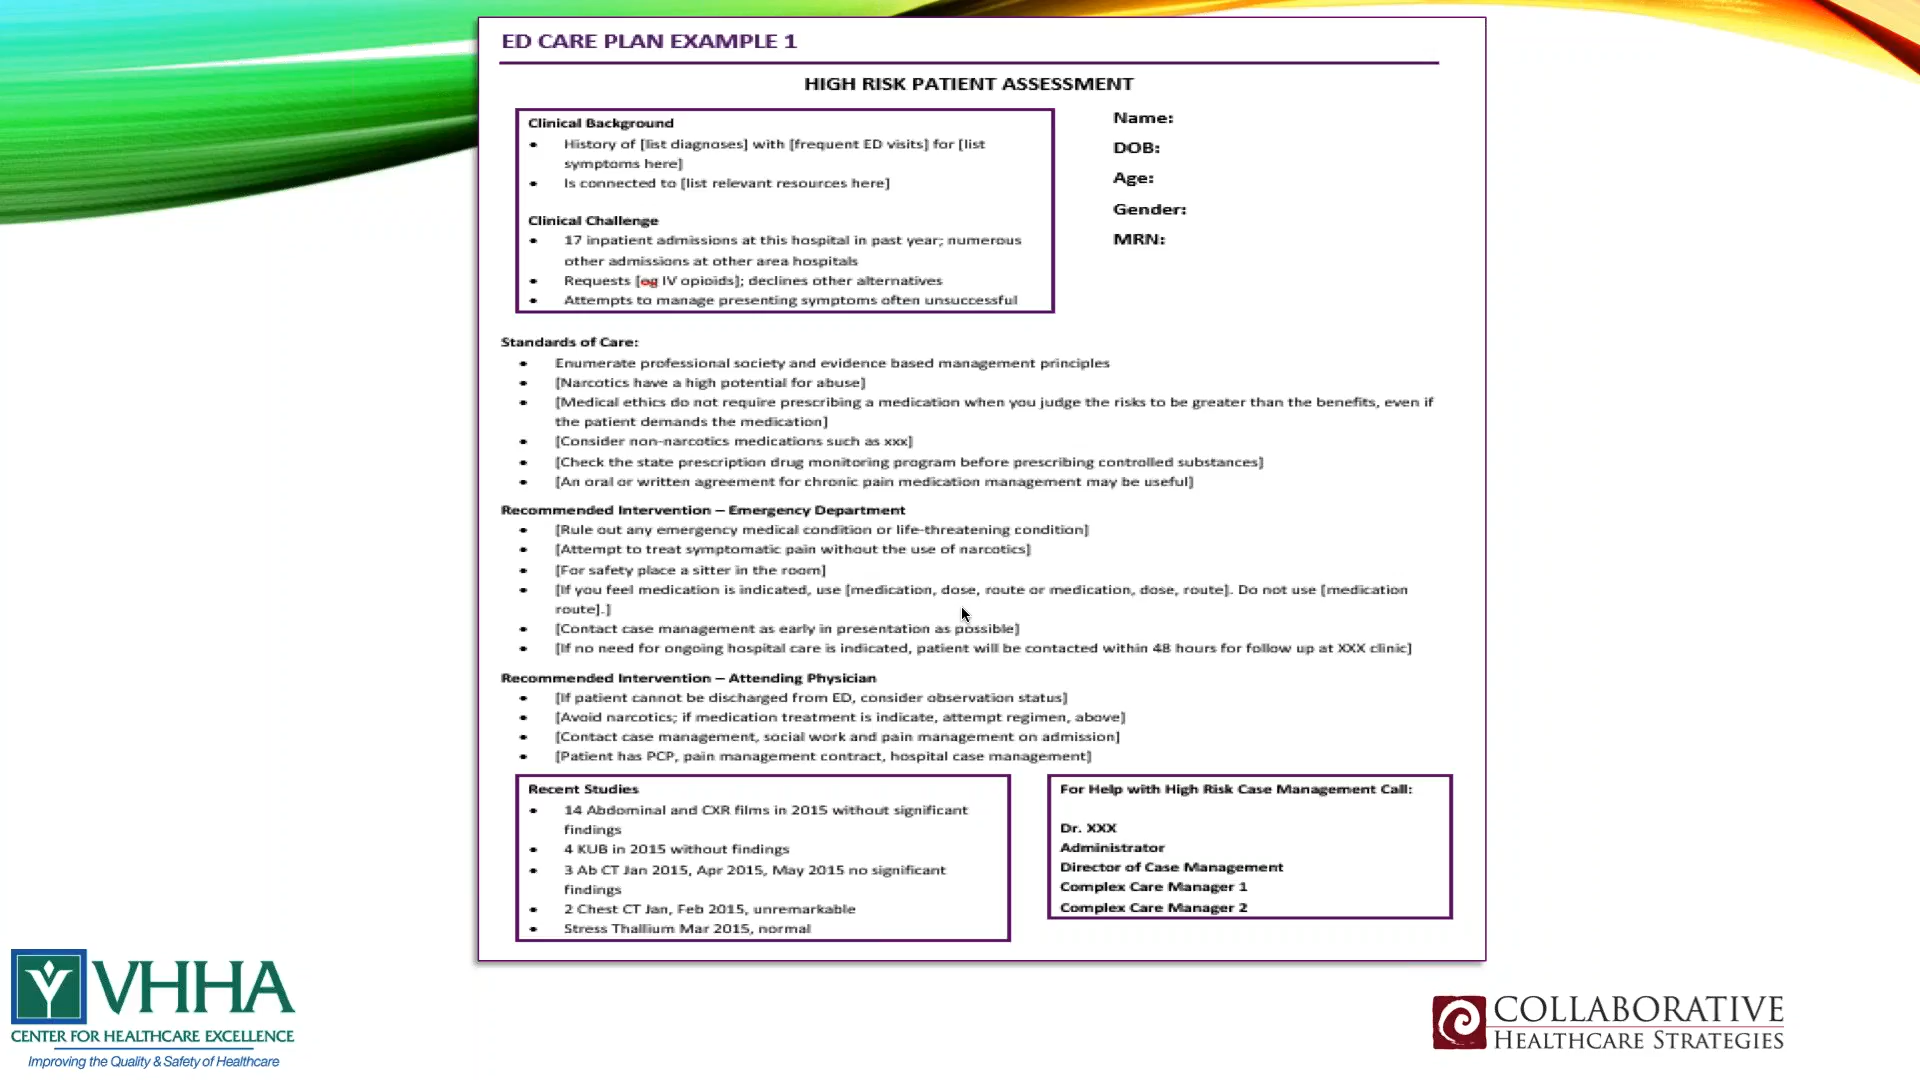 ED CARE PLAN EXAMPLE 1
HIGH RISK PATIENT ASSESSMENT
Clinical Background
• History of [list diagnoses] with [frequent ED visits] for [list
symptoms here]
• Is connected to [list relevant resources here]
Clinical Challenge
• 17 inpatient admissions at this hospital in past year; numerous
other admissions at other area hospitals
• Requests [eg IV opioids]; declines other alternatives
• Attempts to manage presenting symptoms often unsuccessful
Name:
DOB:
Age:
Gender:
MRN:
Standards of Care:
• Enumerate professional society and evidence based management principles
• [Narcotics have a high potential for abuse]
• [Medical ethics do not require prescribing a medication when you judge the risks to be greater than the benefits, even if
the patient demands the medication]
• [Consider non-narcotics medications such as xxx]
• [Check the state prescription drug monitoring program before prescribing controlled substances]
• [An oral or written agreement for chronic pain medication management may be useful]
Recommended Intervention – Emergency Department
• [Rule out any emergency medical condition or life-threatening condition]
• [Attempt to treat symptomatic pain without the use of narcotics]
• [For safety place a sitter in the room]
• [If you feel medication is indicated, use [medication, dose, route or medication, dose, route]. Do not use [medication
route].]
• [Contact case management as early in presentation as possible]
• [If no need for ongoing hospital care is indicated, patient will be contacted within 48 hours for follow up at XXX clinic]
Recommended Intervention – Attending Physician
• [If patient cannot be discharged from ED, consider observation status]
• [Avoid narcotics; if medication treatment is indicate, attempt regimen, above]
• [Contact case management, social work and pain management on admission]
• [Patient has PCP, pain management contract, hospital case management]
Recent Studies
• 14 Abdominal and CXR films in 2015 without significant
findings
• 4 KUB in 2015 without findings
• 3 Ab CT Jan 2015, Apr 2015, May 2015 no significant
findings
• 2 Chest CT Jan, Feb 2015, unremarkable
• Stress Thallium Mar 2015, normal
For Help with High Risk Case Management Call:
Dr. XXX
Administrator
Director of Case Management
Complex Care Manager 1
Complex Care Manager 2
VHHA
CENTER FOR HEALTHCARE EXCELLENCE
Improving the Quality & Safety of Healthcare
COLLABORATIVE
HEALTHCARE STRATEGIES